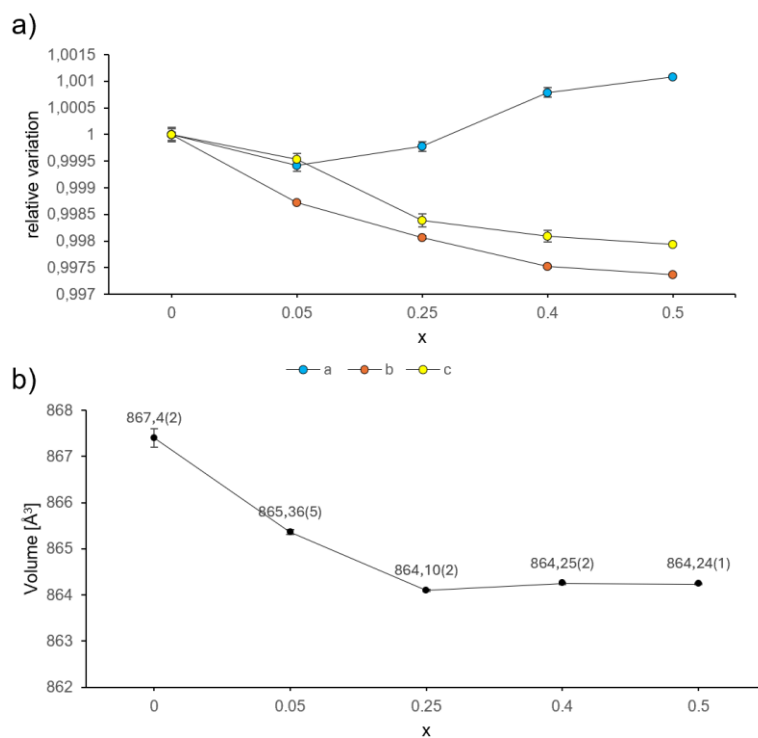 a)
relative variation
1,0015
1,001
1,0005
1
0,9995
0,999
0,9985
0,998
0,9975
0,997
0 0.05 0.25 0.4 0.5
x
a b c
b)
Volume [Å³]
868
867
866
865
864
863
862
867,4(2)
865,36(5)
864,10(2)
864,25(2)
864,24(1)
0 0.05 0.25 0.4 0.5
x